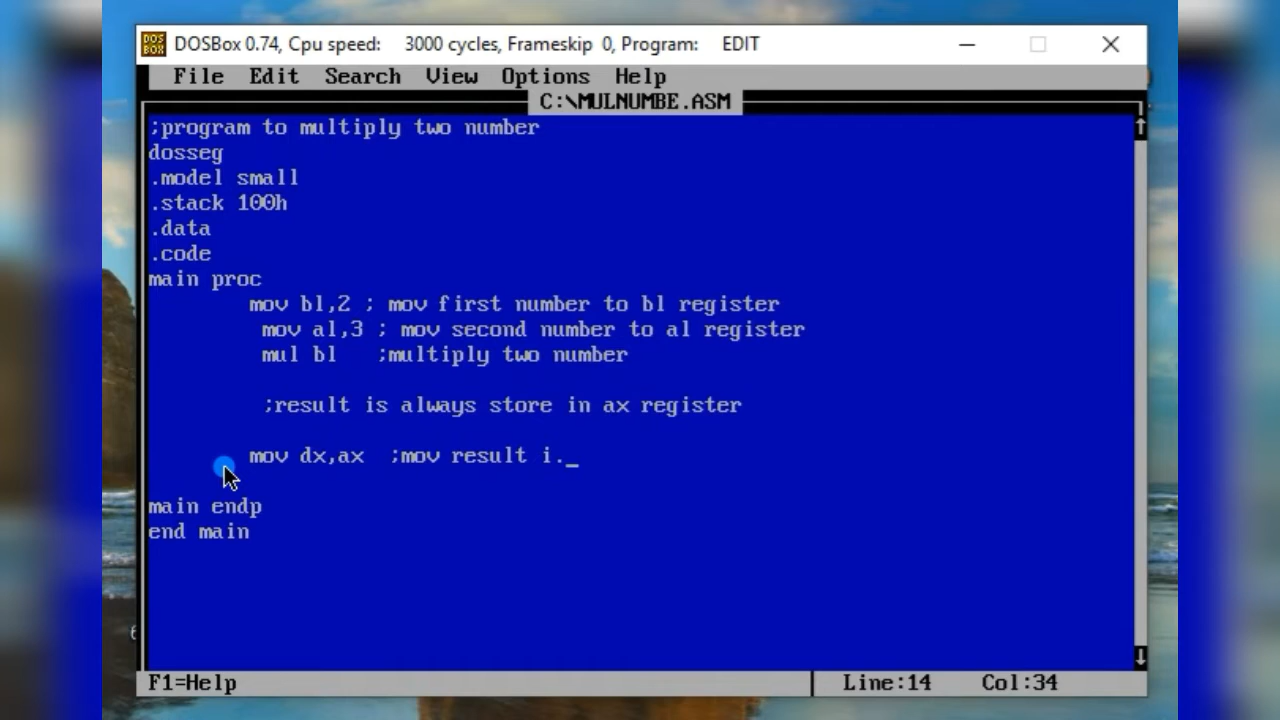 DOSBox 0.74, Cpu speed: 3000 cycles, Frameskip 0, Program: EDIT
File Edit Search View Options Help
C:\MULNUMBE.ASM
;program to multiply two number
dosseg
.model small
.stack 100h
.data
.code
main proc
mov bl,2 ; mov first number to bl register
mov al,3 ; mov second number to al register
mul bl ;multiply two number
;result is always store in ax register
mov dx,ax ;mov result i._
main endp
end main
F1=Help Line:14 Col:34